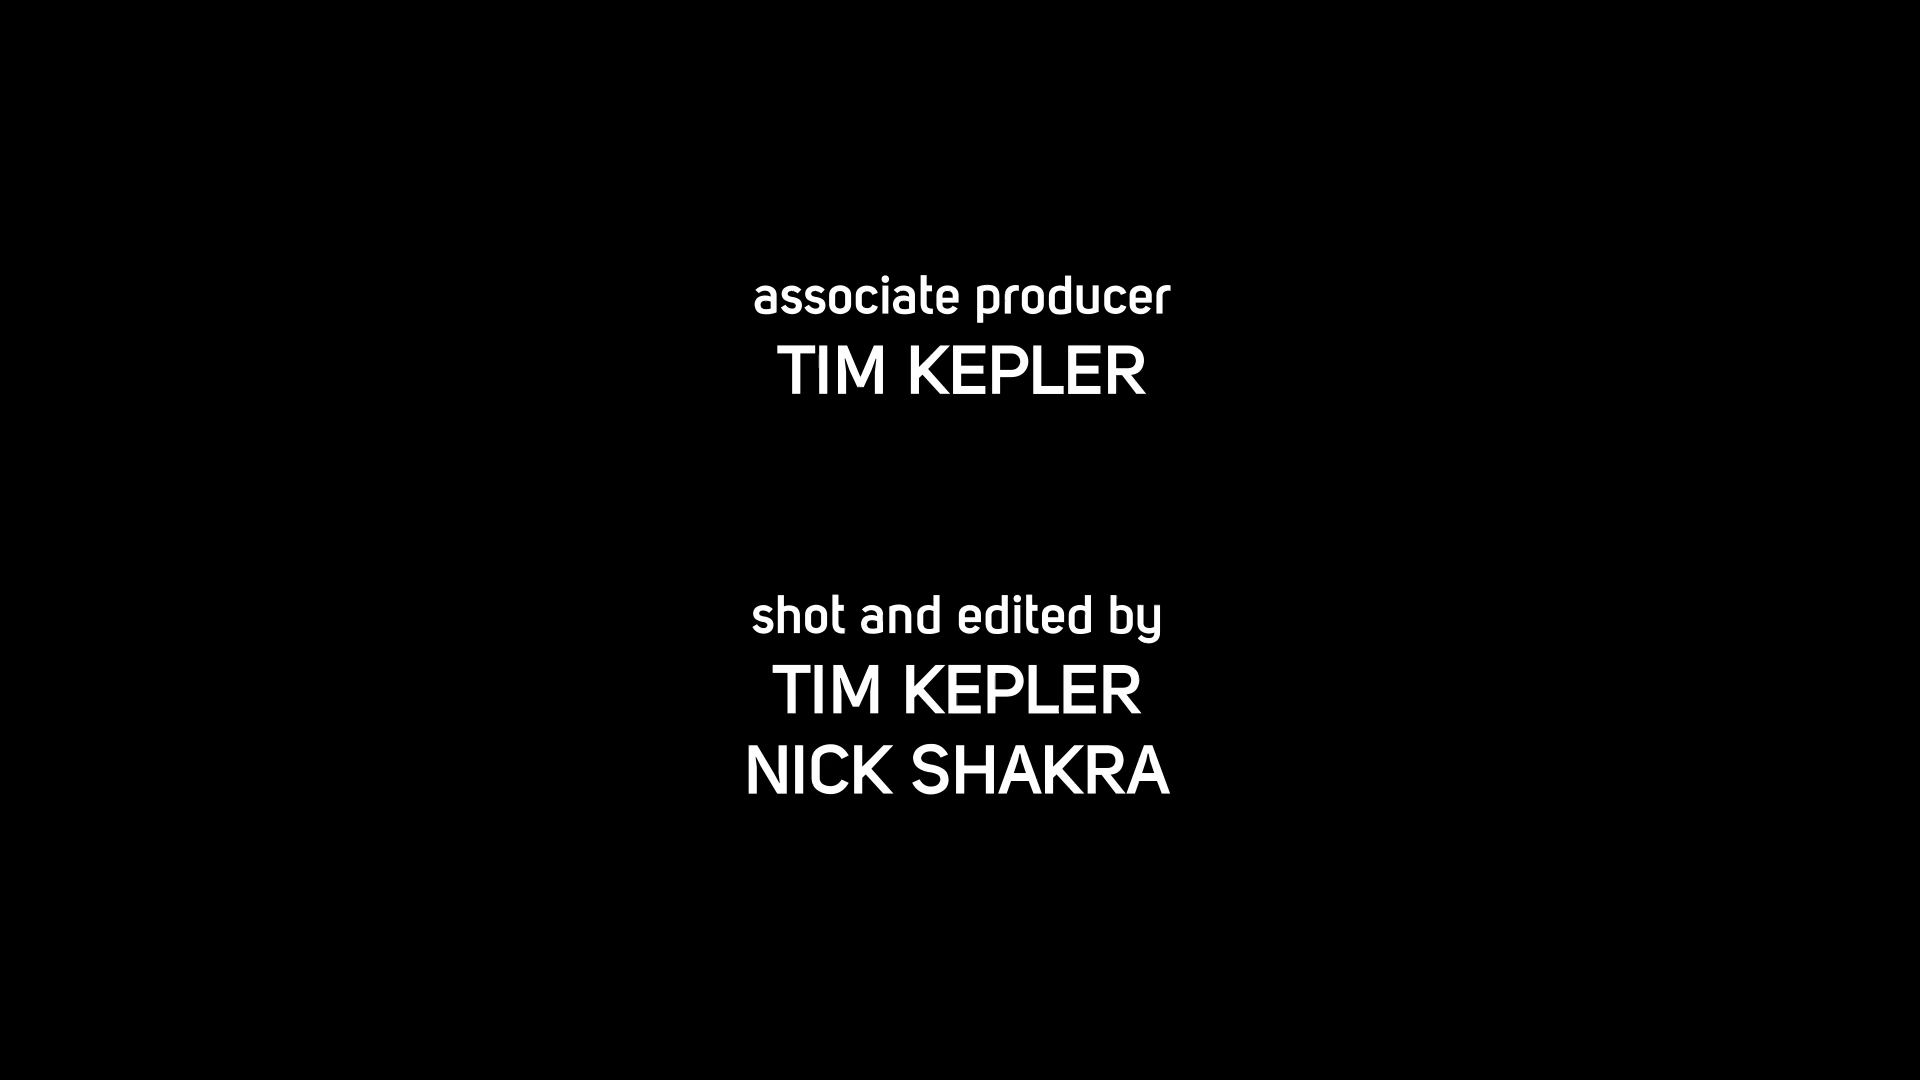 associate producer
TIM KEPLER
shot and edited by
TIM KEPLER
NICK SHAKRA